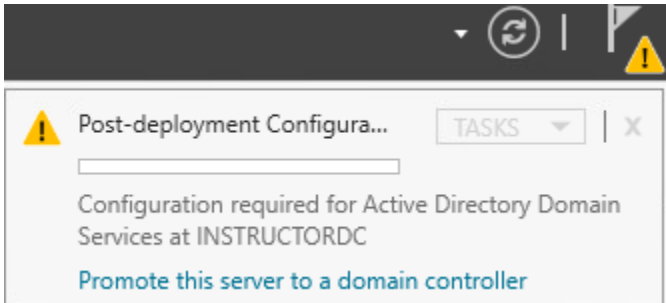 Post-deployment Configura...
TASKS
X
Configuration required for Active Directory Domain
Services at INSTRUCTORDC
Promote this server to a domain controller